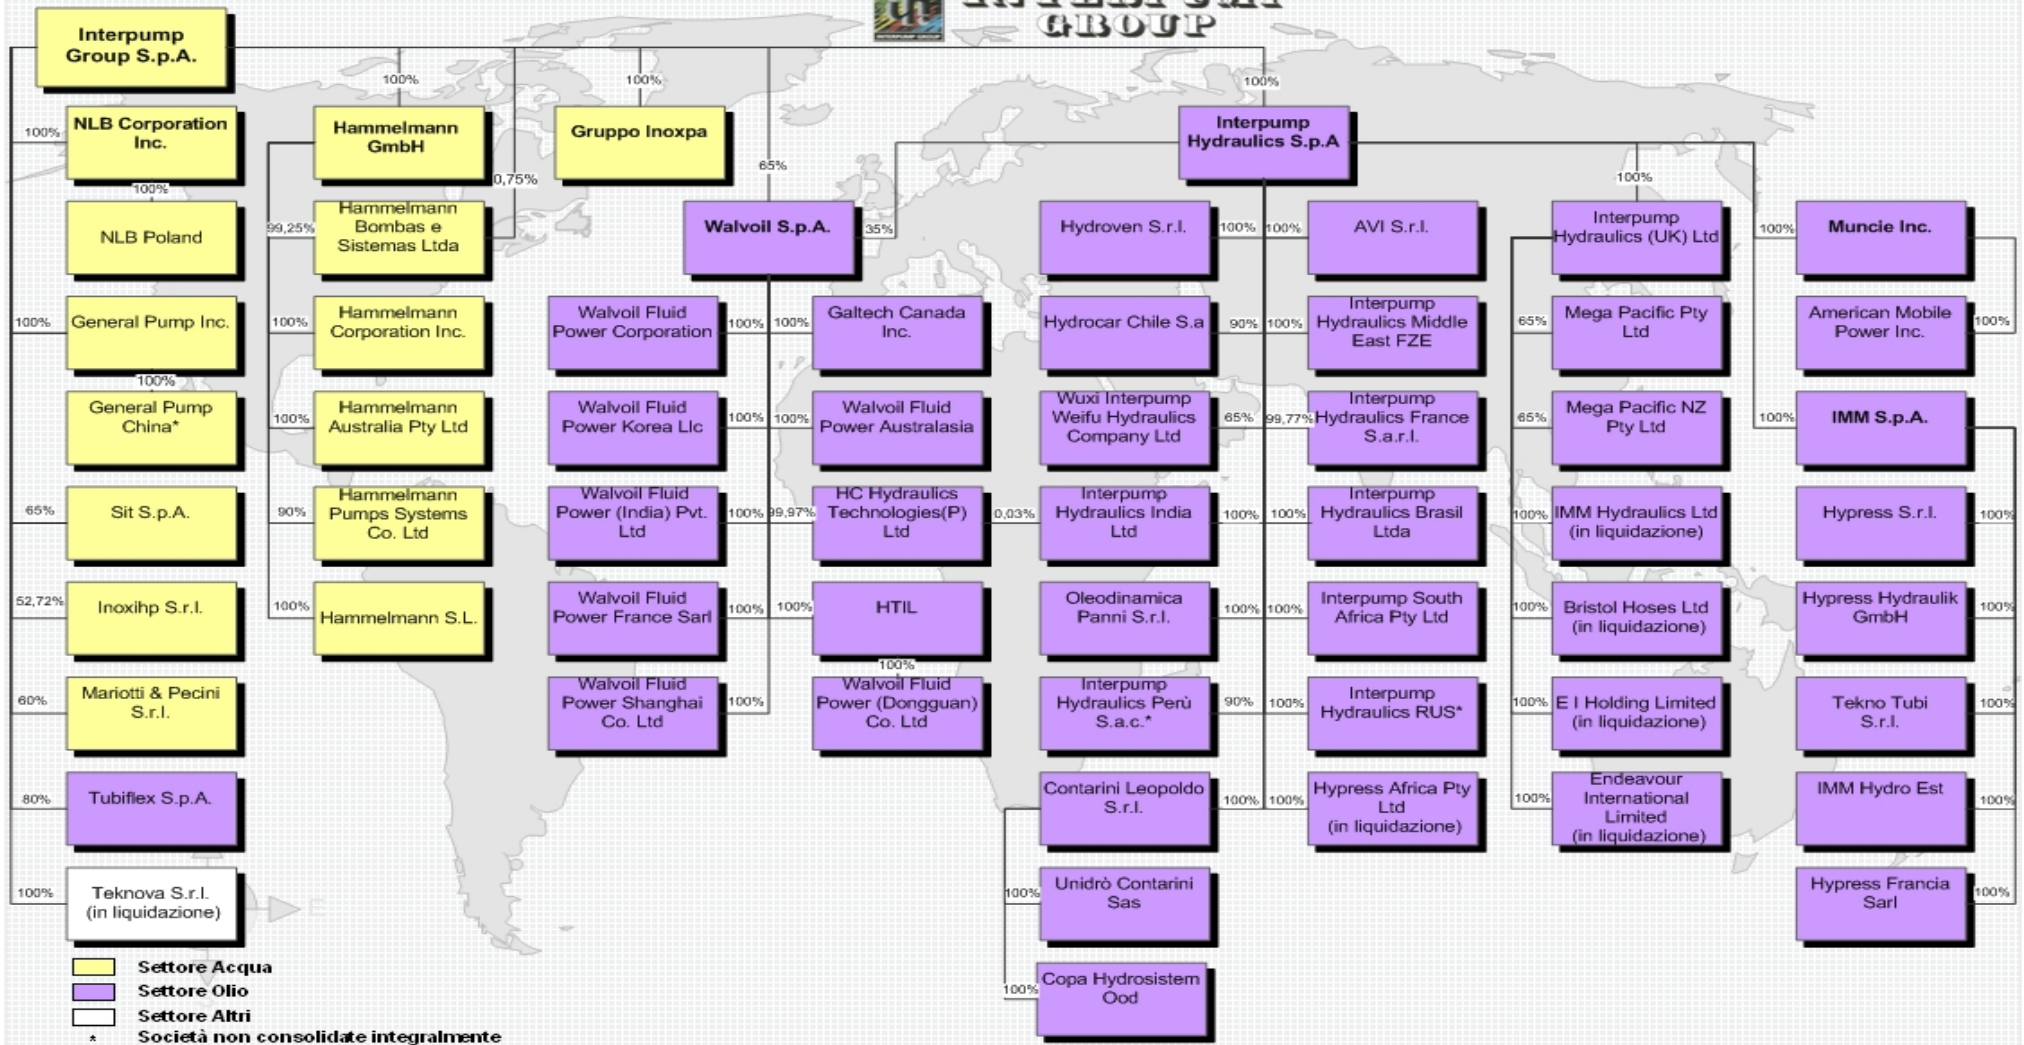 INTERPUMP
GROUP
INTERPUMP GROUP
Interpump
Group S.p.A.
100%
100%
100%
100%
NLB Corporation
Inc.
Hammelmann
GmbH
Gruppo Inoxpa
Interpump
Hydraulics S.p.A
0,75%
65%
100%
100%
NLB Poland
99,25%
Hammelmann
Bombas e
Sistemas Ltda
Walvoil S.p.A.
35%
Hydroven S.r.l.
100%
100%
AVI S.r.l.
Interpump
Hydraulics (UK) Ltd
100%
Muncie Inc.
100%
General Pump Inc.
100%
Hammelmann
Corporation Inc.
Walvoil Fluid
Power Corporation
100%
100%
Galtech Canada
Inc.
Hydrocar Chile S.a
90%
100%
Interpump
Hydraulics Middle
East FZE
65%
Mega Pacific Pty
Ltd
American Mobile
Power Inc.
100%
100%
General Pump
China*
100%
Hammelmann
Australia Pty Ltd
Walvoil Fluid
Power Korea Llc
100%
100%
Walvoil Fluid
Power Australasia
Wuxi Interpump
Weifu Hydraulics
Company Ltd
65%
99,77%
Interpump
Hydraulics France
S.a.r.l.
65%
Mega Pacific NZ
Pty Ltd
100%
IMM S.p.A.
65%
Sit S.p.A.
90%
Hammelmann
Pumps Systems
Co. Ltd
Walvoil Fluid
Power (India) Pvt.
Ltd
100%
99,97%
HC Hydraulics
Technologies(P)
Ltd
0,03%
Interpump
Hydraulics India
Ltd
100%
100%
Interpump
Hydraulics Brasil
Ltda
100%
IMM Hydraulics Ltd
(in liquidazione)
Hypress S.r.l.
100%
52,72%
Inoxihp S.r.l.
100%
Hammelmann S.L.
Walvoil Fluid
Power France Sarl
100%
100%
HTIL
Oleodinamica
Panni S.r.l.
100%
100%
Interpump South
Africa Pty Ltd
100%
Bristol Hoses Ltd
(in liquidazione)
Hypress Hydraulik
GmbH
100%
60%
Mariotti & Pecini
S.r.l.
Walvoil Fluid
Power Shanghai
Co. Ltd
100%
100%
Walvoil Fluid
Power (Dongguan)
Co. Ltd
Interpump
Hydraulics Perù
S.a.c.*
90%
100%
Interpump
Hydraulics RUS*
100%
E I Holding Limited
(in liquidazione)
Tekno Tubi
S.r.l.
100%
80%
Tubiflex S.p.A.
Contarini Leopoldo
S.r.l.
100%
100%
Hypress Africa Pty
Ltd
(in liquidazione)
100%
Endeavour
International
Limited
(in liquidazione)
IMM Hydro Est
100%
100%
Teknova S.r.l.
(in liquidazione)
E
100%
Unidrò Contarini
Sas
Hypress Francia
Sarl
100%
100%
Copa Hydrosistem
Ood
Settore Acqua
Settore Olio
Settore Altri
* Società non consolidate integralmente